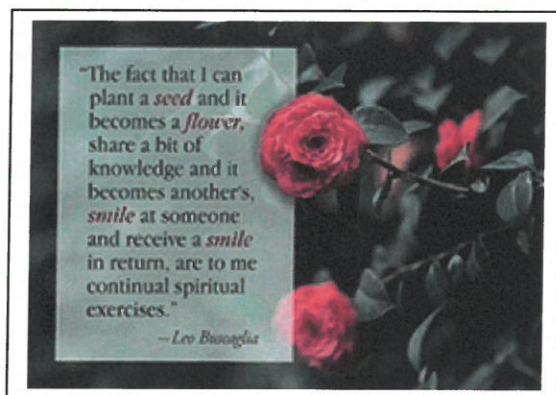 "The fact that I can
plant a seed and it
becomes a flower,
share a bit of
knowledge and it
becomes another's,
smile at someone
and receive a smile
in return, are to me
continual spiritual
exercises."
—Leo Buscaglia